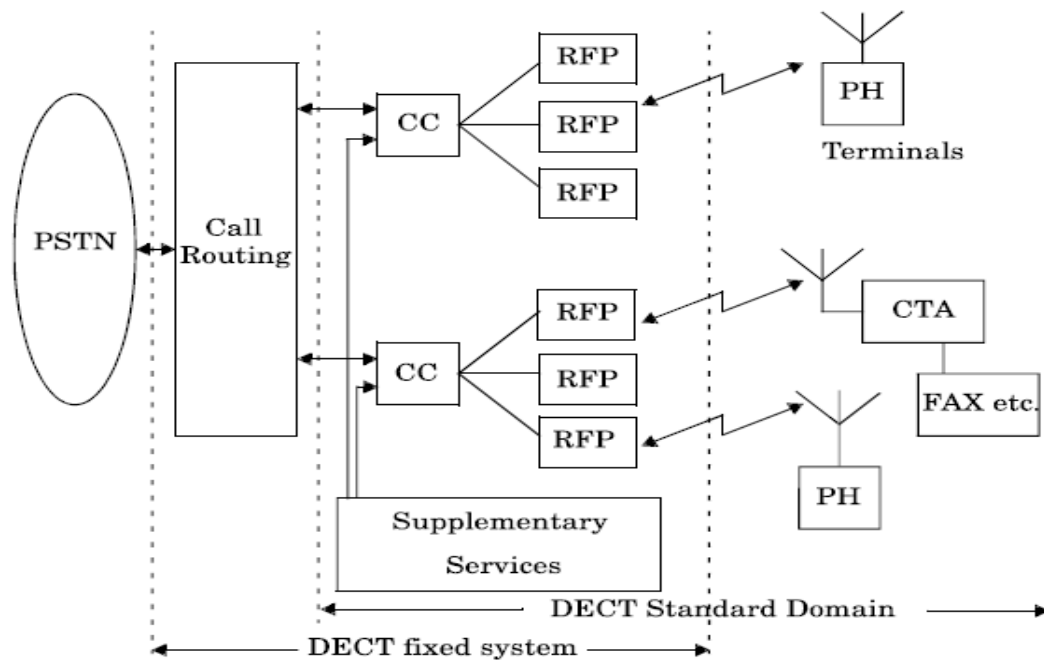 RFP
CC
RFP
RFP
PH
Terminals
PSTN
Call
Routing
RFP
CC
RFP
RFP
CTA
FAX etc.
PH
Supplementary
Services
DECT Standard Domain
DECT fixed system